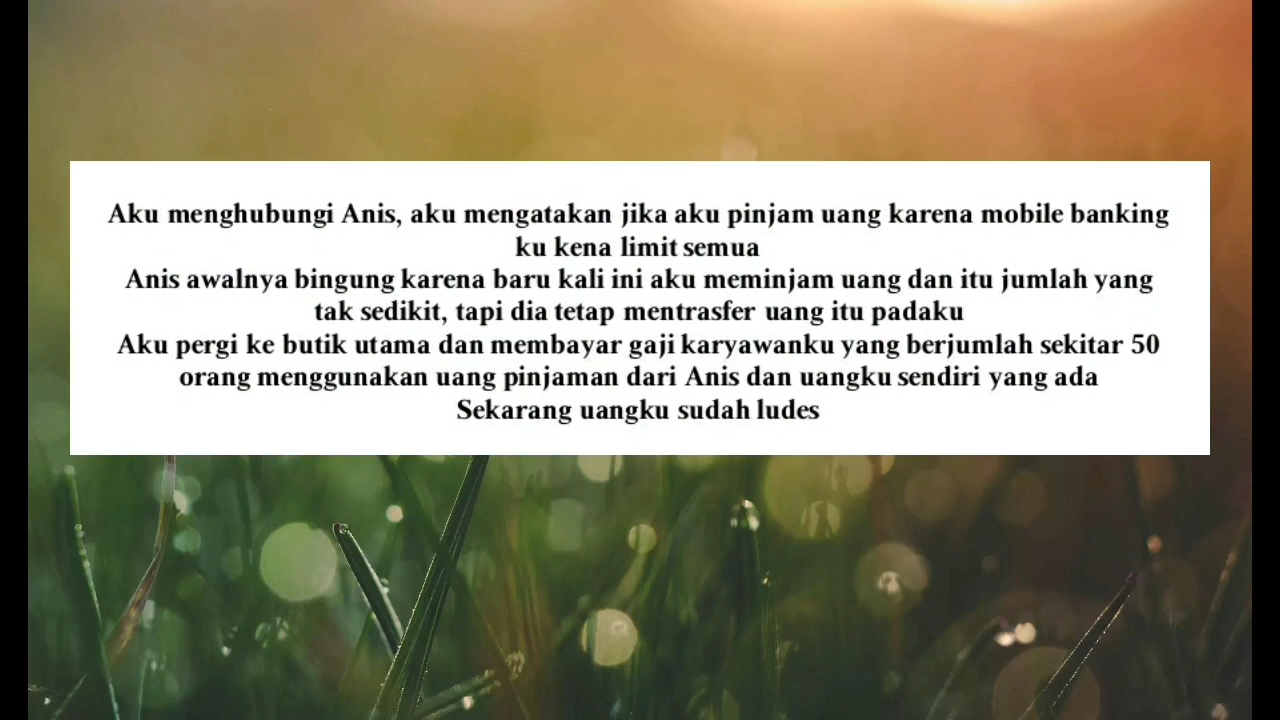 Aku menghubungi Anis, aku mengatakan jika aku pinjam uang karena mobile banking
ku kena limit semua
Anis awalnya bingung karena baru kali ini aku meminjam uang dan itu jumlah yang
tak sedikit, tapi dia tetap mentrasfer uang itu padaku
Aku pergi ke butik utama dan membayar gaji karyawanku yang berjumlah sekitar 50
orang menggunakan uang pinjaman dari Anis dan uangku sendiri yang ada
Sekarang uangku sudah ludes